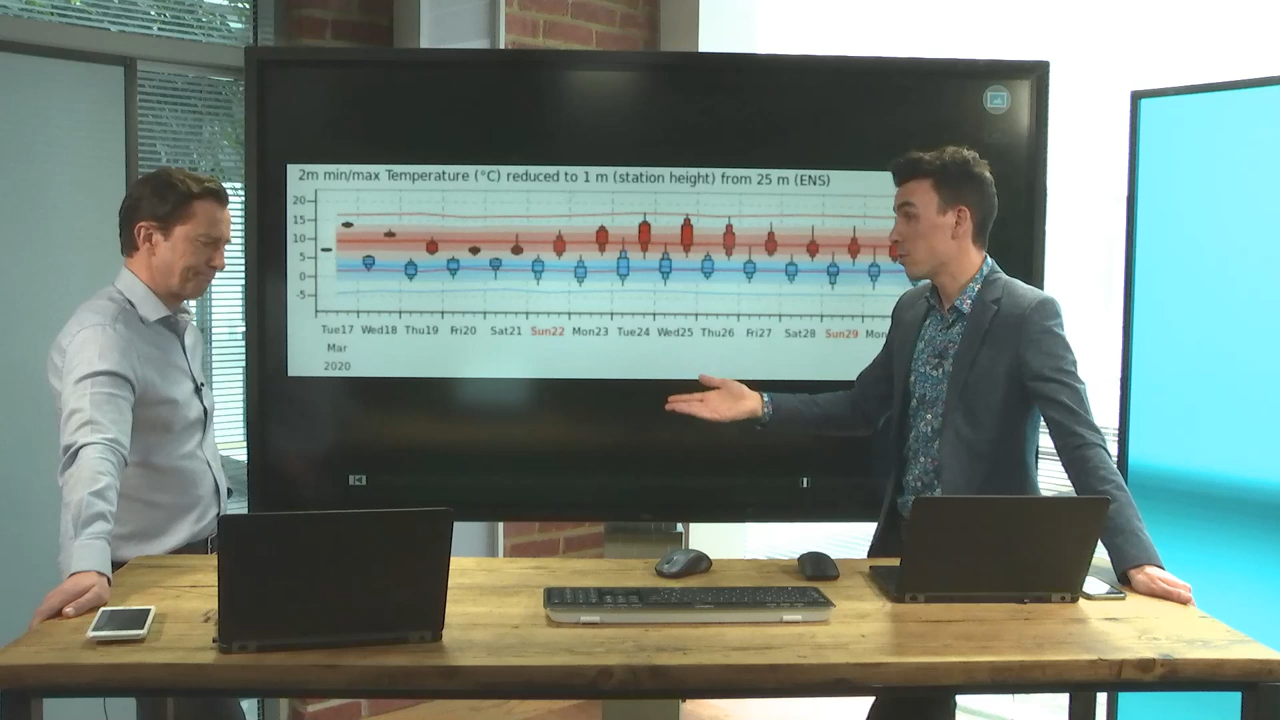 2m min/max Temperature (°C) reduced to 1 m (station height) from 25 m (ENS)
20
15
10
5
0
-5
Tue17 Wed18 Thu19 Fri20 Sat21 Sun22 Mon23 Tue24 Wed25 Thu26 Fri27 Sat28 Sun29 Mon
Mar
2020